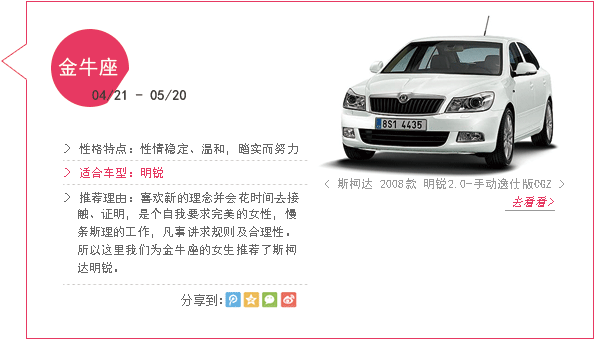 金牛座
04/21 - 05/20
> 性格特点：性情稳定、温和，踏实而努力
> 适合车型：明锐
> 推荐理由：喜欢新的理念并会花时间去接
触、证明，是个自我要求完美的女性，慢
条斯理的工作，凡事讲求规则及合理性。
所以这里我们为金牛座的女生推荐了斯柯
达明锐。
分享到：
8S1 4435
< 斯柯达 2008款 明锐2.0-手动逸仕版CGZ >
去看看>